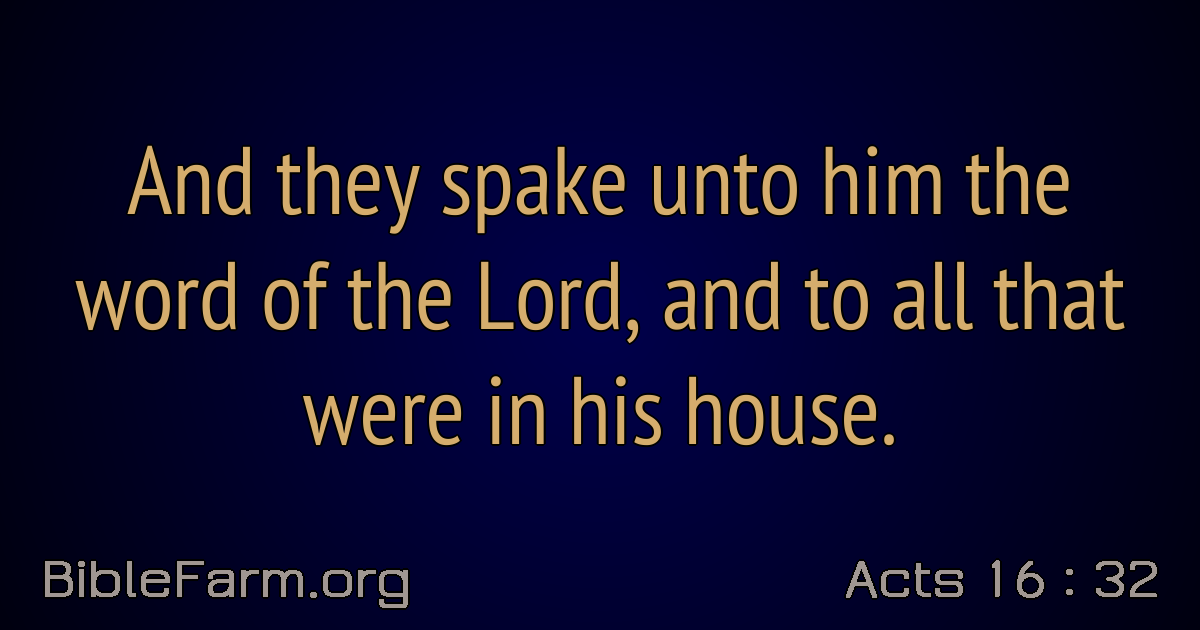 And they spake unto him the
word of the Lord, and to all that
were in his house.
BibleFarm.org
Acts 16 : 32